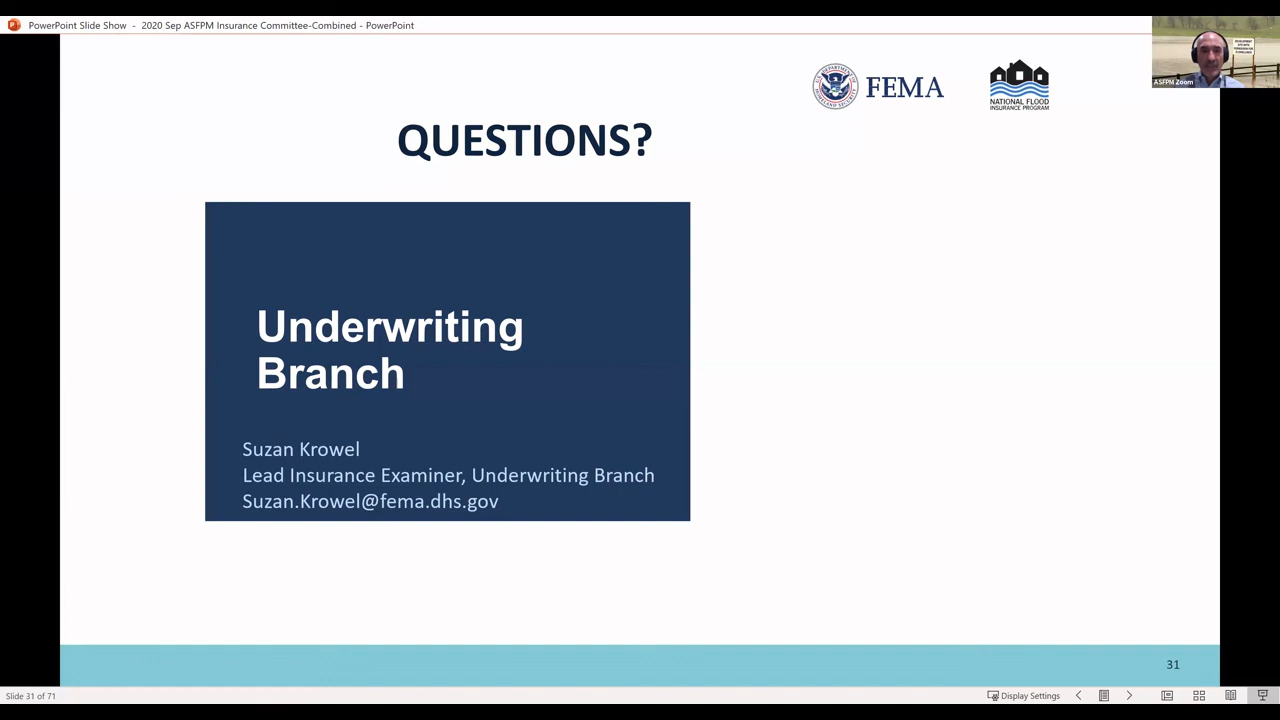 PowerPoint Slide Show - 2020 Sep ASFPM Insurance Committee-Combined - PowerPoint
FEMA
NATIONAL FLOOD
INSURANCE PROGRAM
ASFPM Zoom
QUESTIONS?
Underwriting
Branch
Suzan Krowel
Lead Insurance Examiner, Underwriting Branch
Suzan.Krowel@fema.dhs.gov
31
Slide 31 of 71
Display Settings